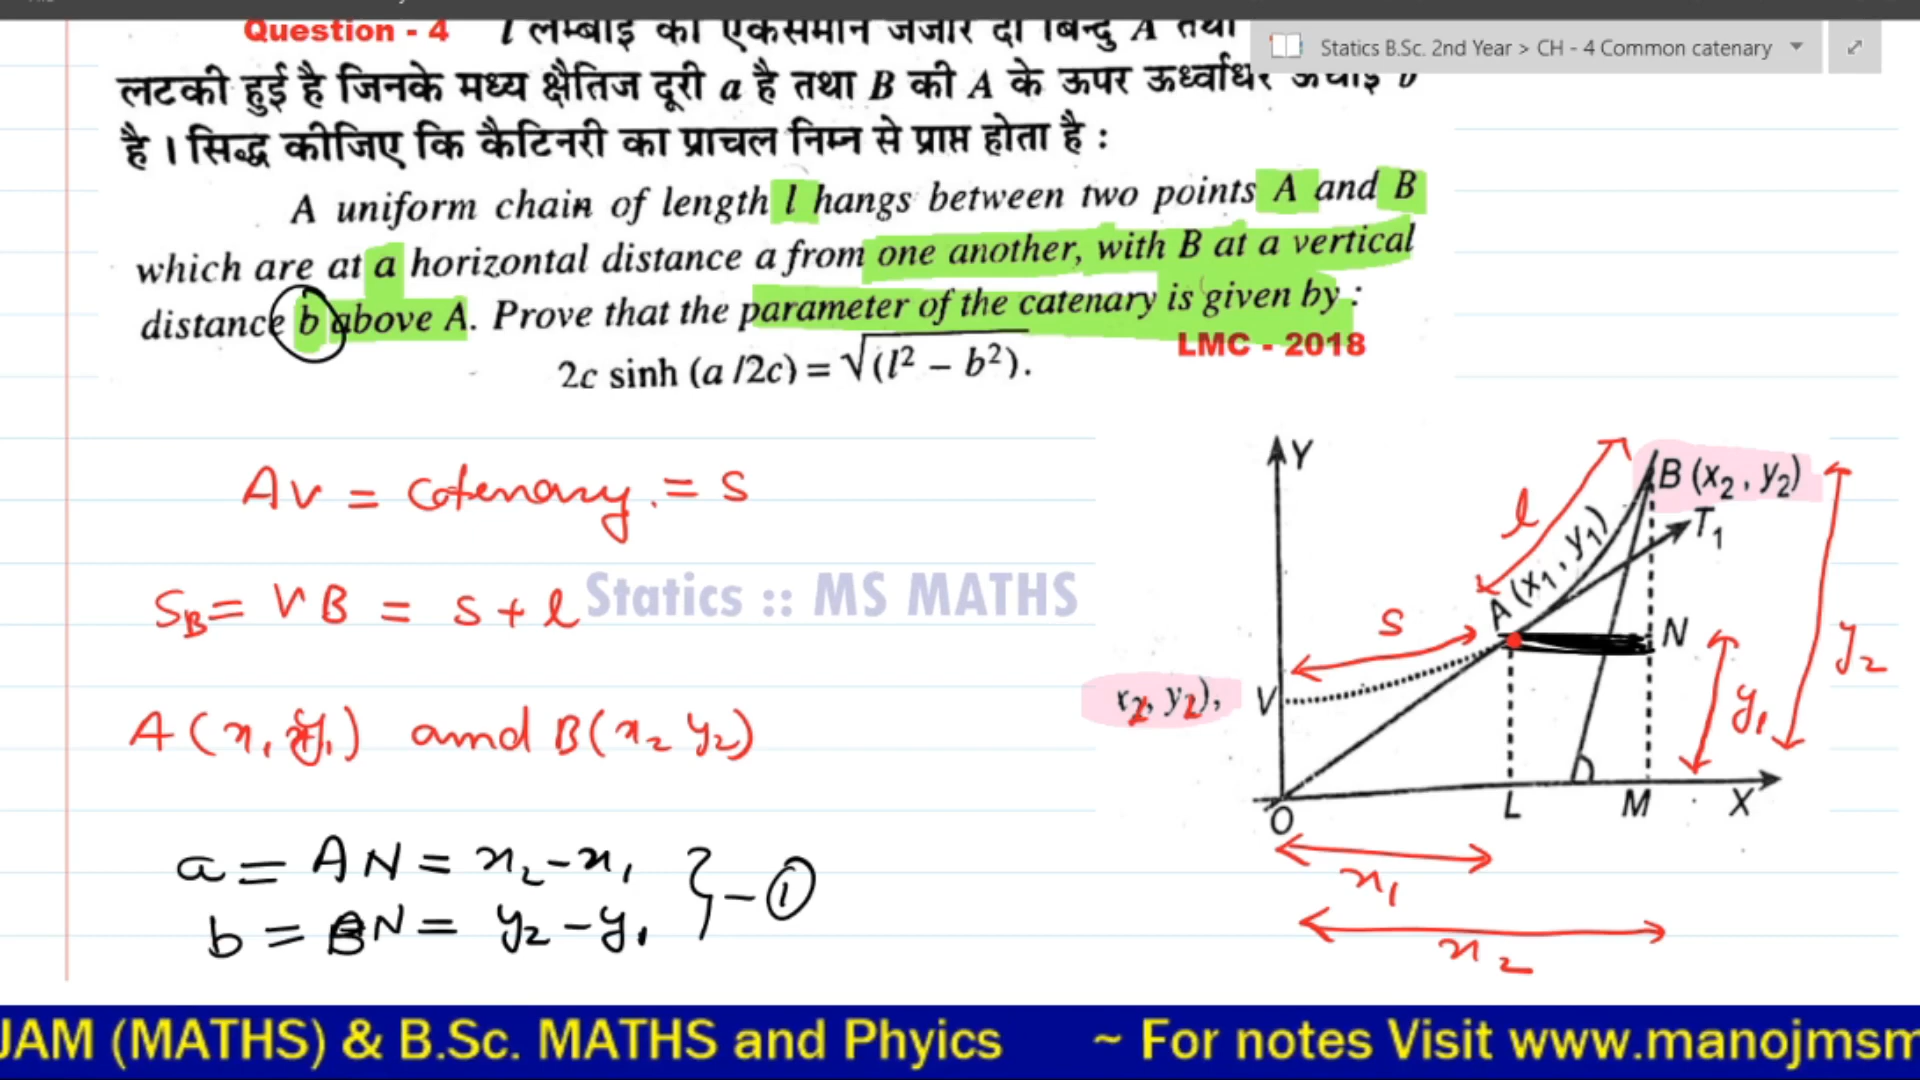 Question - 4 l लम्बाई की एकसमान जंजीर दो बिन्दु A तथा
Statics B.Sc. 2nd Year > CH - 4 Common catenary
लटकी हुई है जिनके मध्य क्षैतिज दूरी a है तथा B की A के ऊपर ऊर्ध्वाधर ऊंचाई b
है । सिद्ध कीजिए कि कैटिनरी का प्राचल निम्न से प्राप्त होता है :
A uniform chain of length l hangs between two points A and B
which are at a horizontal distance a from one another, with B at a vertical
distance b above A. Prove that the parameter of the catenary is given by :
LMC - 2018
2c sinh (a /2c) = √(l² – b²).
AV = catenary. = s
S_B = VB = s + l
Statics :: MS MATHS
A(x₁ y₁) and B(x₂ y₂)
a = AN = x₂ - x₁
b = BN = y₂ - y₁ } - ①
Y
B (x₂ , y₂)
l
T₁
A (x₁ , y₁)
s
N
y₂
y₁
V
O
L
M
X
x₁
x₂
JAM (MATHS) & B.Sc. MATHS and Phyics ~ For notes Visit www.manojmsm